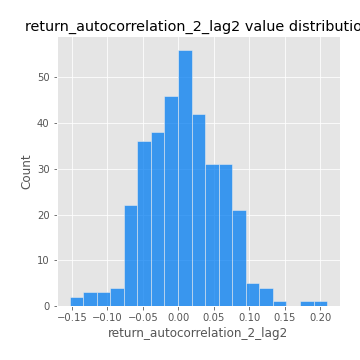 return_autocorrelation_2_lag2 value distributio
50
40
30
20
10
0
Count
−0.15 −0.10 −0.05 0.00 0.05 0.10 0.15 0.20
return_autocorrelation_2_lag2